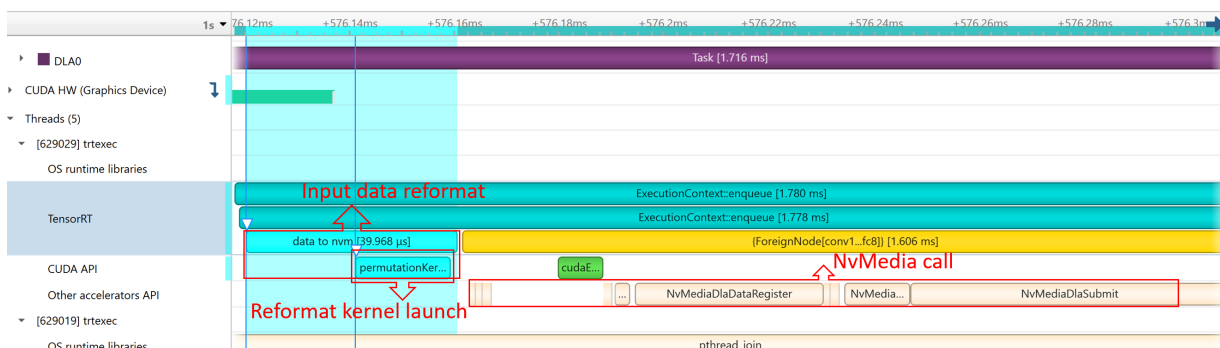 1s 76.12ms +576.14ms +576.16ms +576.18ms +576.2ms +576.22ms +576.24ms +576.26ms +576.28ms +576.3m
DLA0 Task [1.716 ms]
CUDA HW (Graphics Device)
Threads (5)
[629029] trtexec
OS runtime libraries
Input data reformat
ExecutionContext::enqueue [1.780 ms]
TensorRT ExecutionContext::enqueue [1.778 ms]
data to nvm [39.968 µs] {ForeignNode[conv1...fc8]} [1.606 ms]
CUDA API permutationKer... cudaE... NvMedia call
Other accelerators API ... NvMediaDlaDataRegister NvMedia... NvMediaDlaSubmit
Reformat kernel launch
[629019] trtexec
OS runtime libraries pthread_join